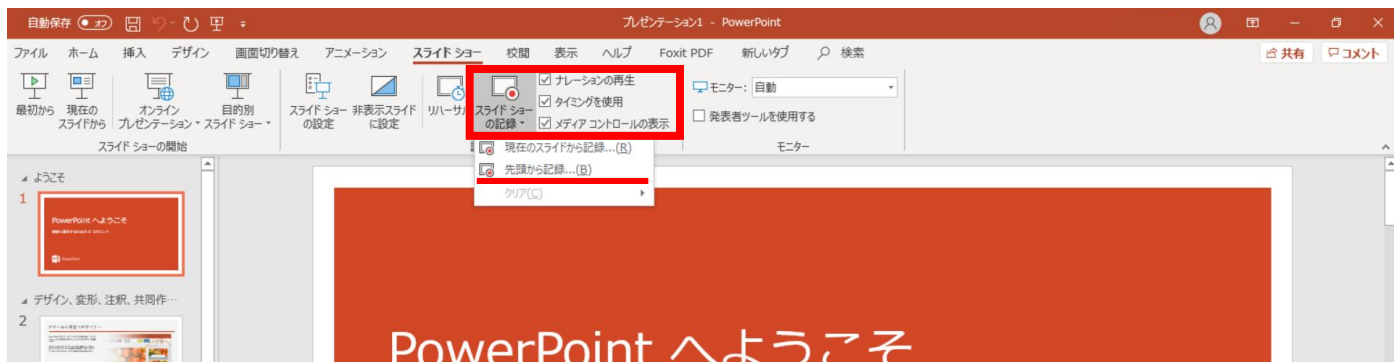 自動保存 オフ プレゼンテーション1 - PowerPoint
ファイル ホーム 挿入 デザイン 画面切り替え アニメーション スライド ショー 校閲 表示 ヘルプ Foxit PDF 新しいタブ 検索 共有 コメント
最初から
現在の
スライドから
オンライン
プレゼンテーション
目的別
スライド ショー
スライド ショー
の設定
非表示スライド
に設定
リハーサル
スライド ショー
の記録
ナレーションの再生
タイミングを使用
メディア コントロールの表示
モニター: 自動
発表者ツールを使用する
スライド ショーの開始
モニター
現在のスライドから記録...(R)
先頭から記録...(B)
クリア(C)
ようこそ
1
PowerPoint へようこそ
PowerPoint
デザイン、変形、注釈、共同作…
2
PowerPoint へようこそ